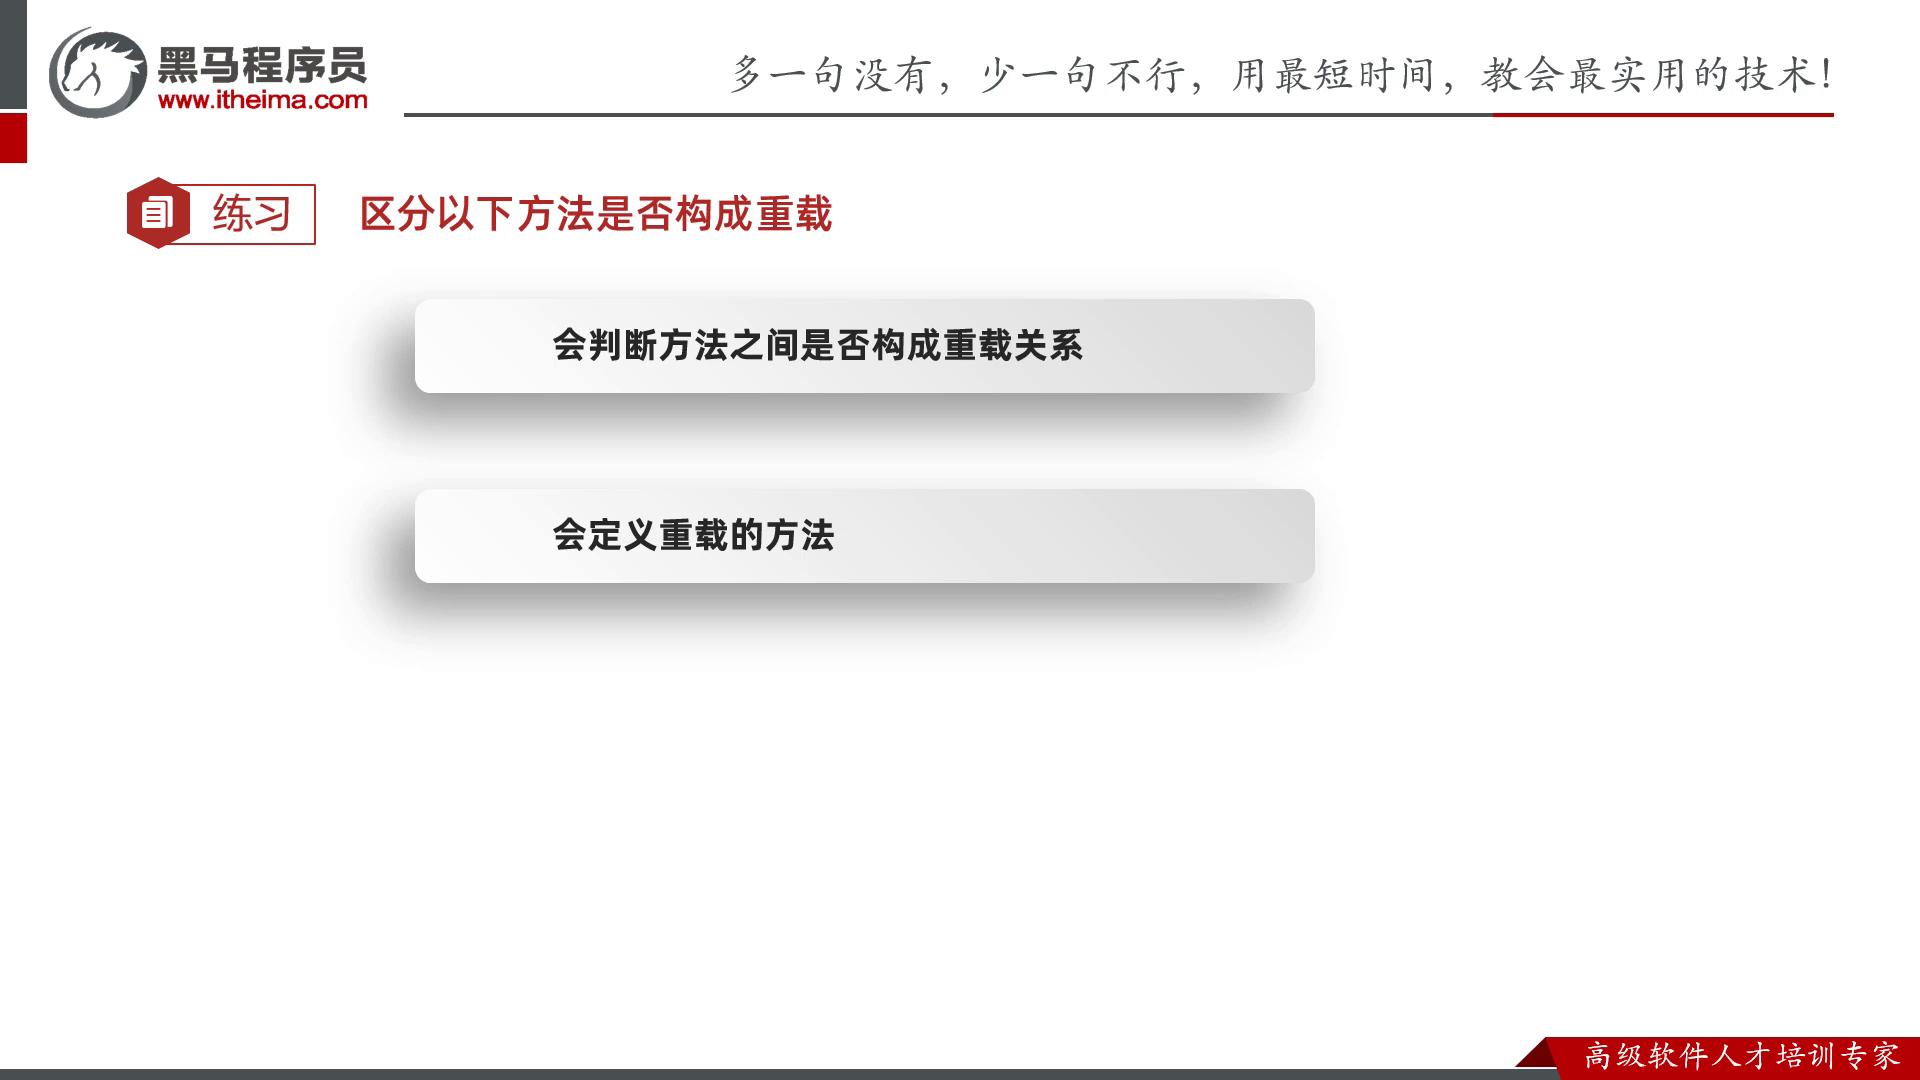 黑马程序员
www.itheima.com
多一句没有，少一句不行，用最短时间，教会最实用的技术！
练习
区分以下方法是否构成重载
会判断方法之间是否构成重载关系
会定义重载的方法
高级软件人才培训专家